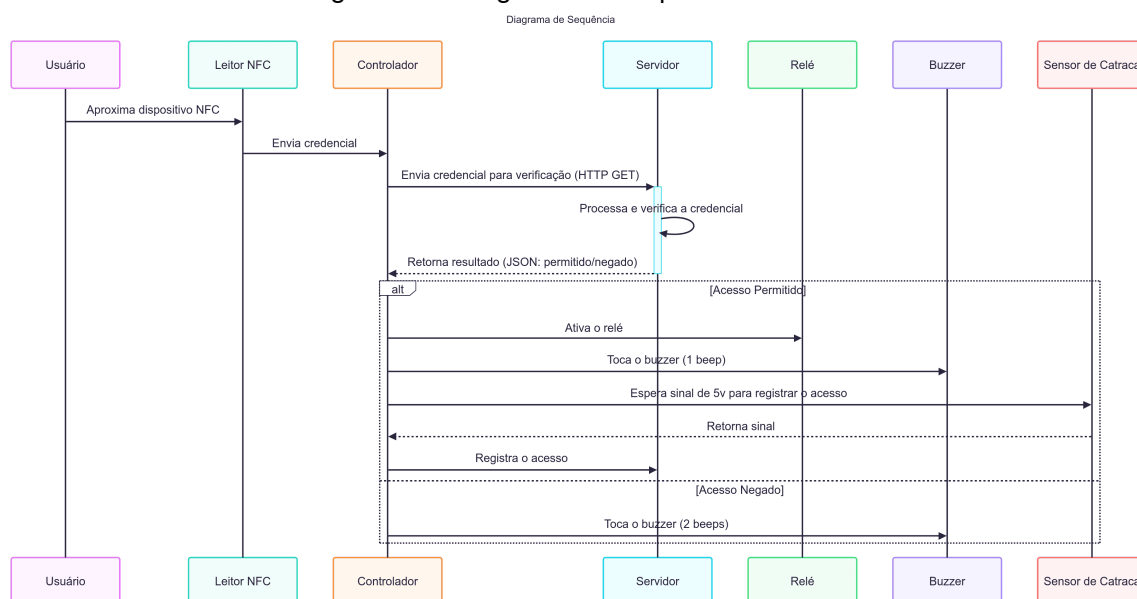 Diagrama de Sequência
Usuário
Leitor NFC
Controlador
Servidor
Relé
Buzzer
Sensor de Catraca
Aproxima dispositivo NFC
Envia credencial
Envia credencial para verificação (HTTP GET)
Processa e verifica a credencial
Retorna resultado (JSON: permitido/negado)
alt
[Acesso Permitido]
Ativa o relé
Toca o buzzer (1 beep)
Espera sinal de 5v para registrar o acesso
Retorna sinal
Registra o acesso
[Acesso Negado]
Toca o buzzer (2 beeps)
Usuário
Leitor NFC
Controlador
Servidor
Relé
Buzzer
Sensor de Catraca